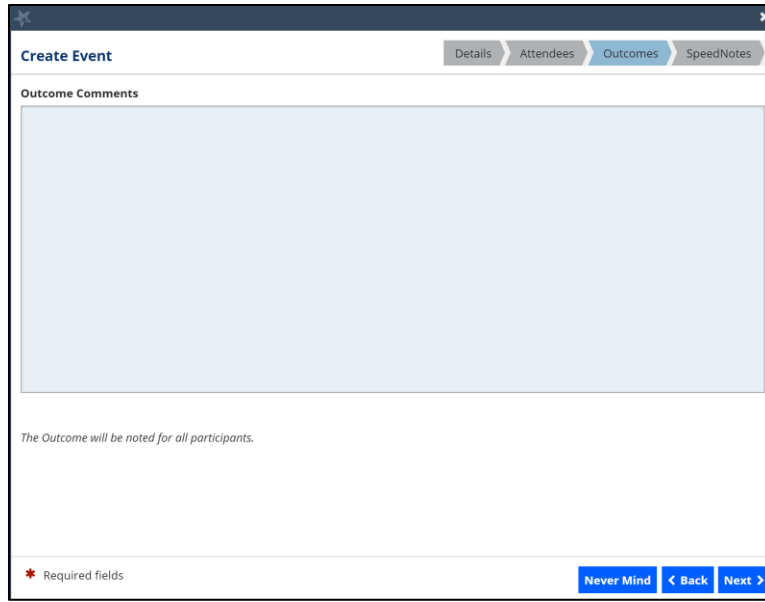 Create Event
Details Attendees Outcomes SpeedNotes
Outcome Comments
The Outcome will be noted for all participants.
* Required fields
Never Mind Back Next